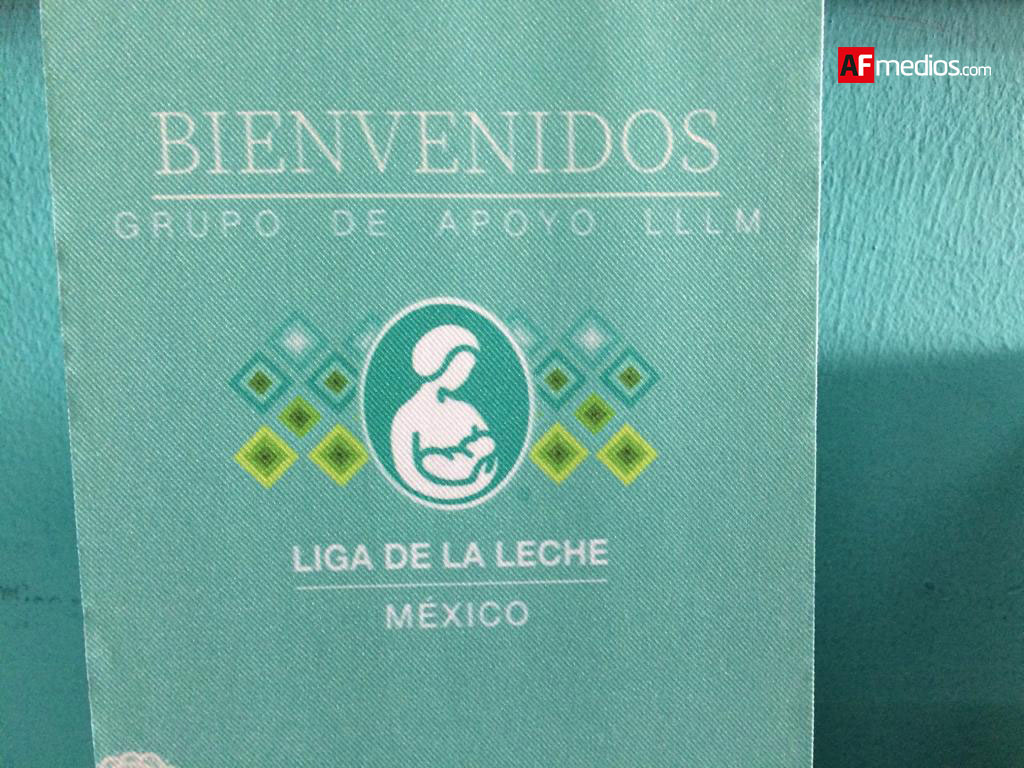 AFmedios.com
BIENVENIDOS
GRUPO DE APOYO LLLM
LIGA DE LA LECHE
MÉXICO